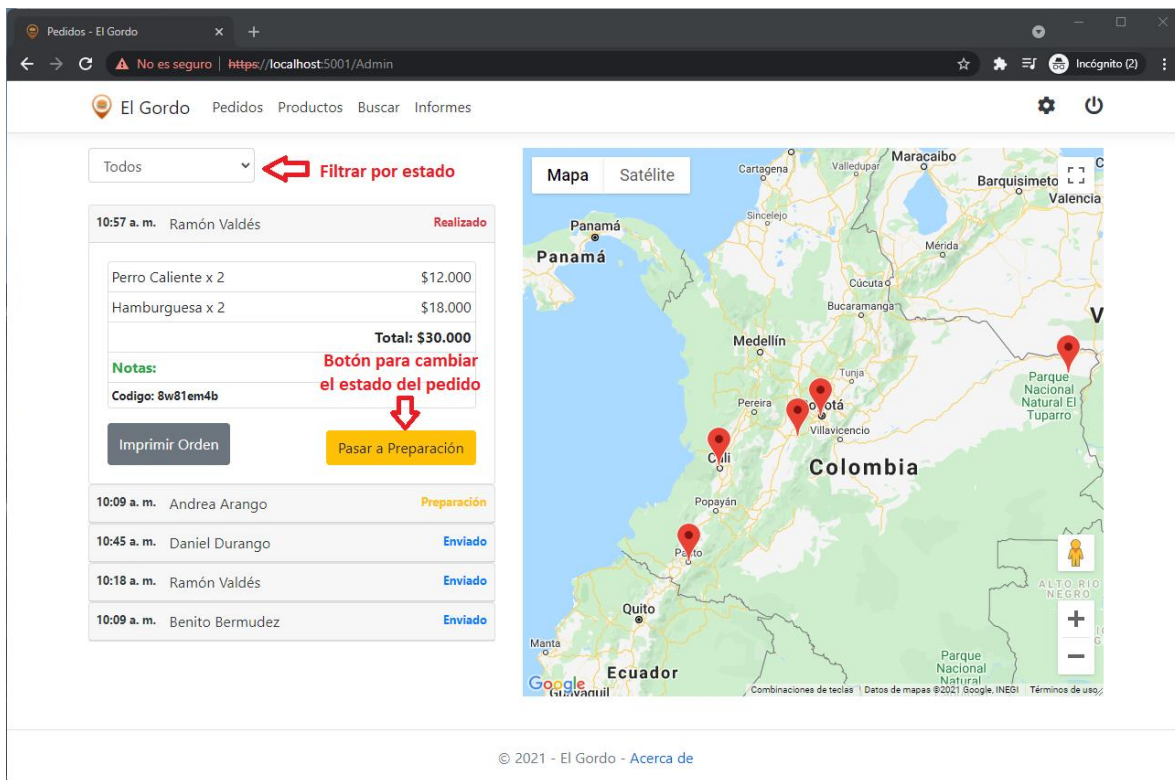 Pedidos - El Gordo
No es seguro | https://localhost:5001/Admin
Incógnito (2)
El Gordo Pedidos Productos Buscar Informes
Todos
Filtrar por estado
10:57 a. m. Ramón Valdés Realizado
Perro Caliente x 2 $12.000
Hamburguesa x 2 $18.000
Total: $30.000
Notas:
Botón para cambiar
el estado del pedido
Codigo: 8w81em4b
Imprimir Orden
Pasar a Preparación
10:09 a. m. Andrea Arango Preparación
10:45 a. m. Daniel Durango Enviado
10:18 a. m. Ramón Valdés Enviado
10:09 a. m. Benito Bermudez Enviado
Mapa Satélite
Cartagena
Valledupar
Maracaibo
Barquisimeto
Valencia
Sincelejo
Panamá
Panamá
Mérida
Cúcuta
Bucaramanga
Medellín
Tunja
Parque
Nacional
Natural El
Tuparro
Pereira
Villavicencio
Cali
Colombia
Popayán
Pasto
ALTO RIO
NEGRO
Quito
Manta
Ecuador
Parque
Nacional
Natural
Google
Guayaquil
Combinaciones de teclas
Datos de mapas ©2021 Google, INEGI
Términos de uso
© 2021 - El Gordo - Acerca de